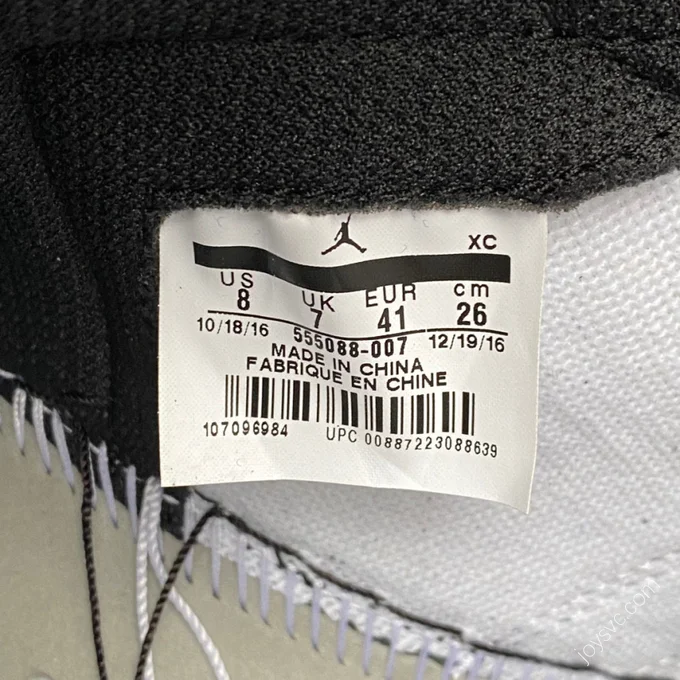 XC
US UK EUR cm
8 7 41 26
10/18/16 555088-007 12/19/16
MADE IN CHINA
FABRIQUE EN CHINE
107096984 UPC 00887223088639
joysvc.com